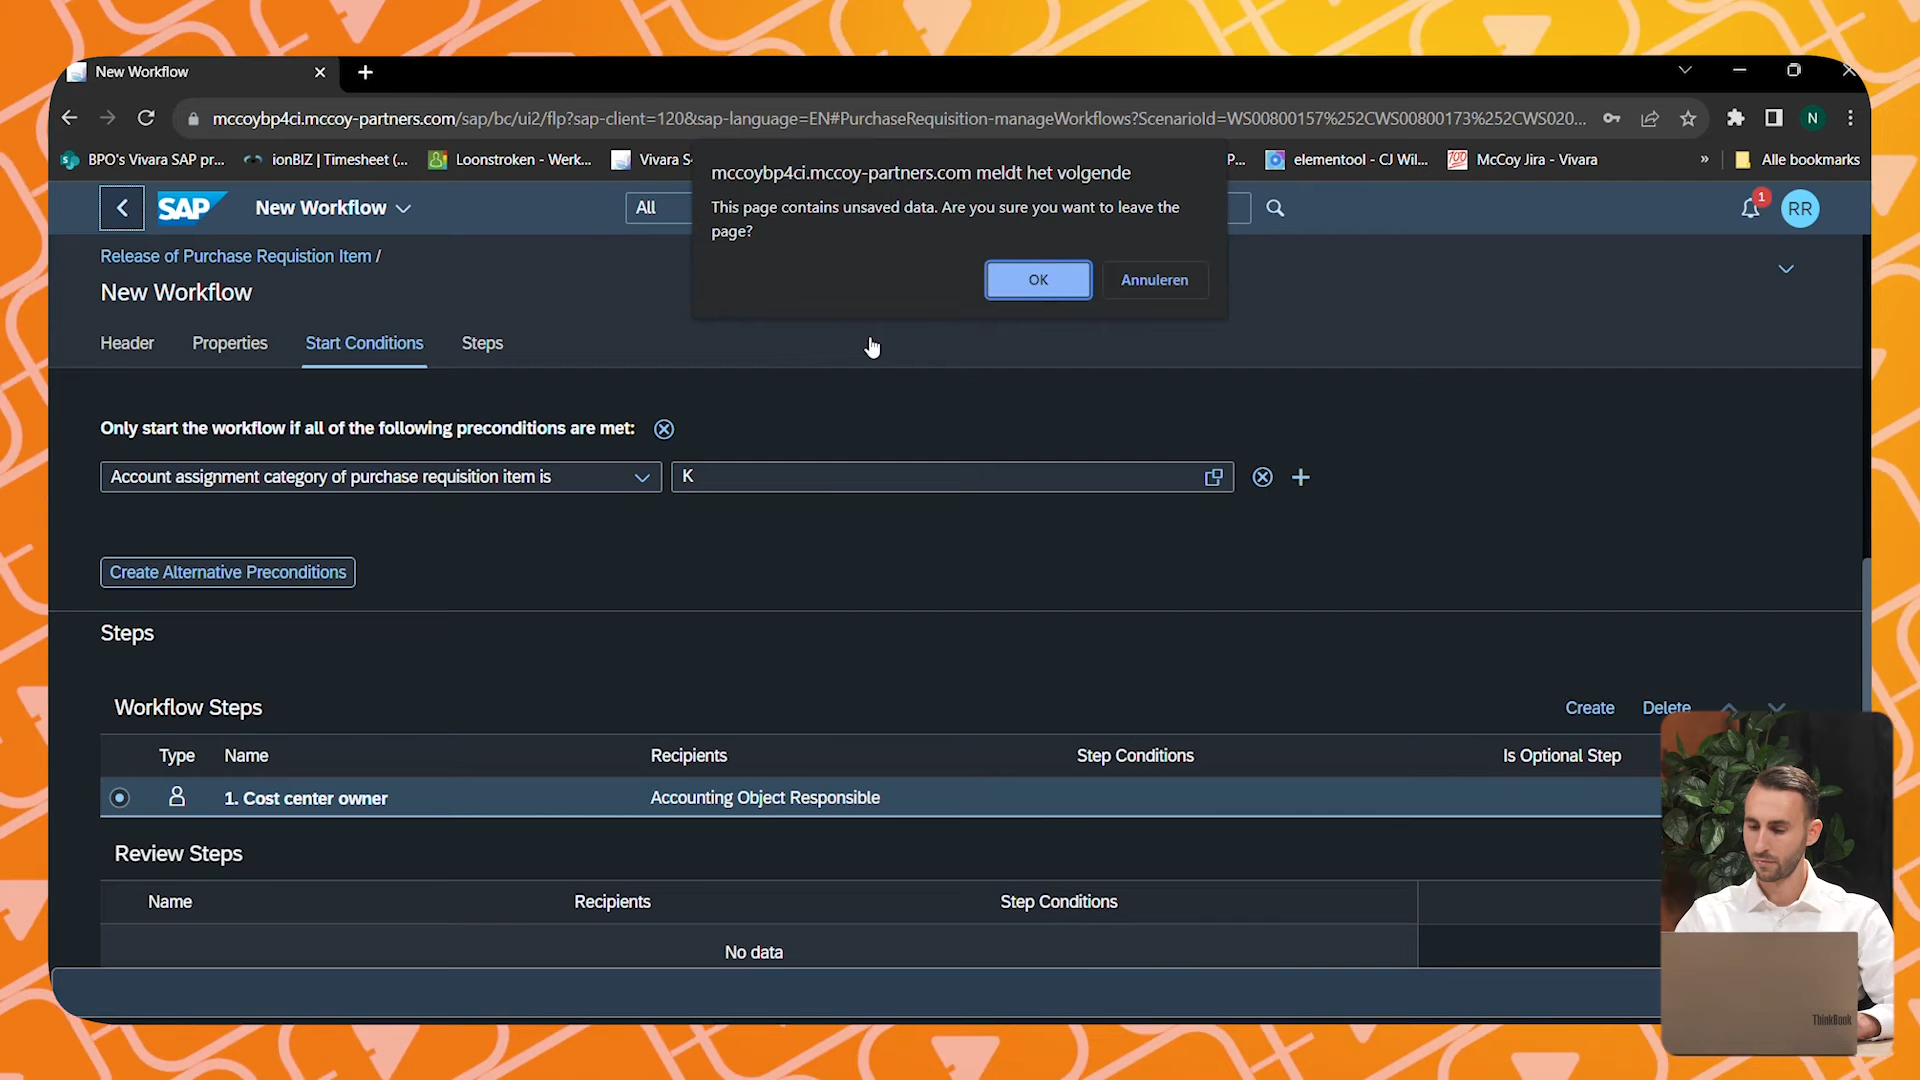 New Workflow
mccoybp4ci.mccoy-partners.com/sap/bc/ui2/flp?sap-client=120&sap-language=EN#PurchaseRequisition-manageWorkflows?ScenarioId=WS00800157%252CWS00800173%252CWS020...
N
BPO's Vivara SAP pr...
ionBIZ | Timesheet (...
Loonstroken - Werk...
Vivara S
P...
elementool - CJ Wil...
McCoy Jira - Vivara
»
Alle bookmarks
mccoybp4ci.mccoy-partners.com meldt het volgende
This page contains unsaved data. Are you sure you want to leave the
page?
OK
Annuleren
SAP
New Workflow
All
1
RR
Release of Purchase Requistion Item /
New Workflow
Header
Properties
Start Conditions
Steps
Only start the workflow if all of the following preconditions are met:
Account assignment category of purchase requisition item is
K
Create Alternative Preconditions
Steps
Workflow Steps
Create
Delete
Type
Name
Recipients
Step Conditions
Is Optional Step
1. Cost center owner
Accounting Object Responsible
Review Steps
Name
Recipients
Step Conditions
No data
ThinkBook